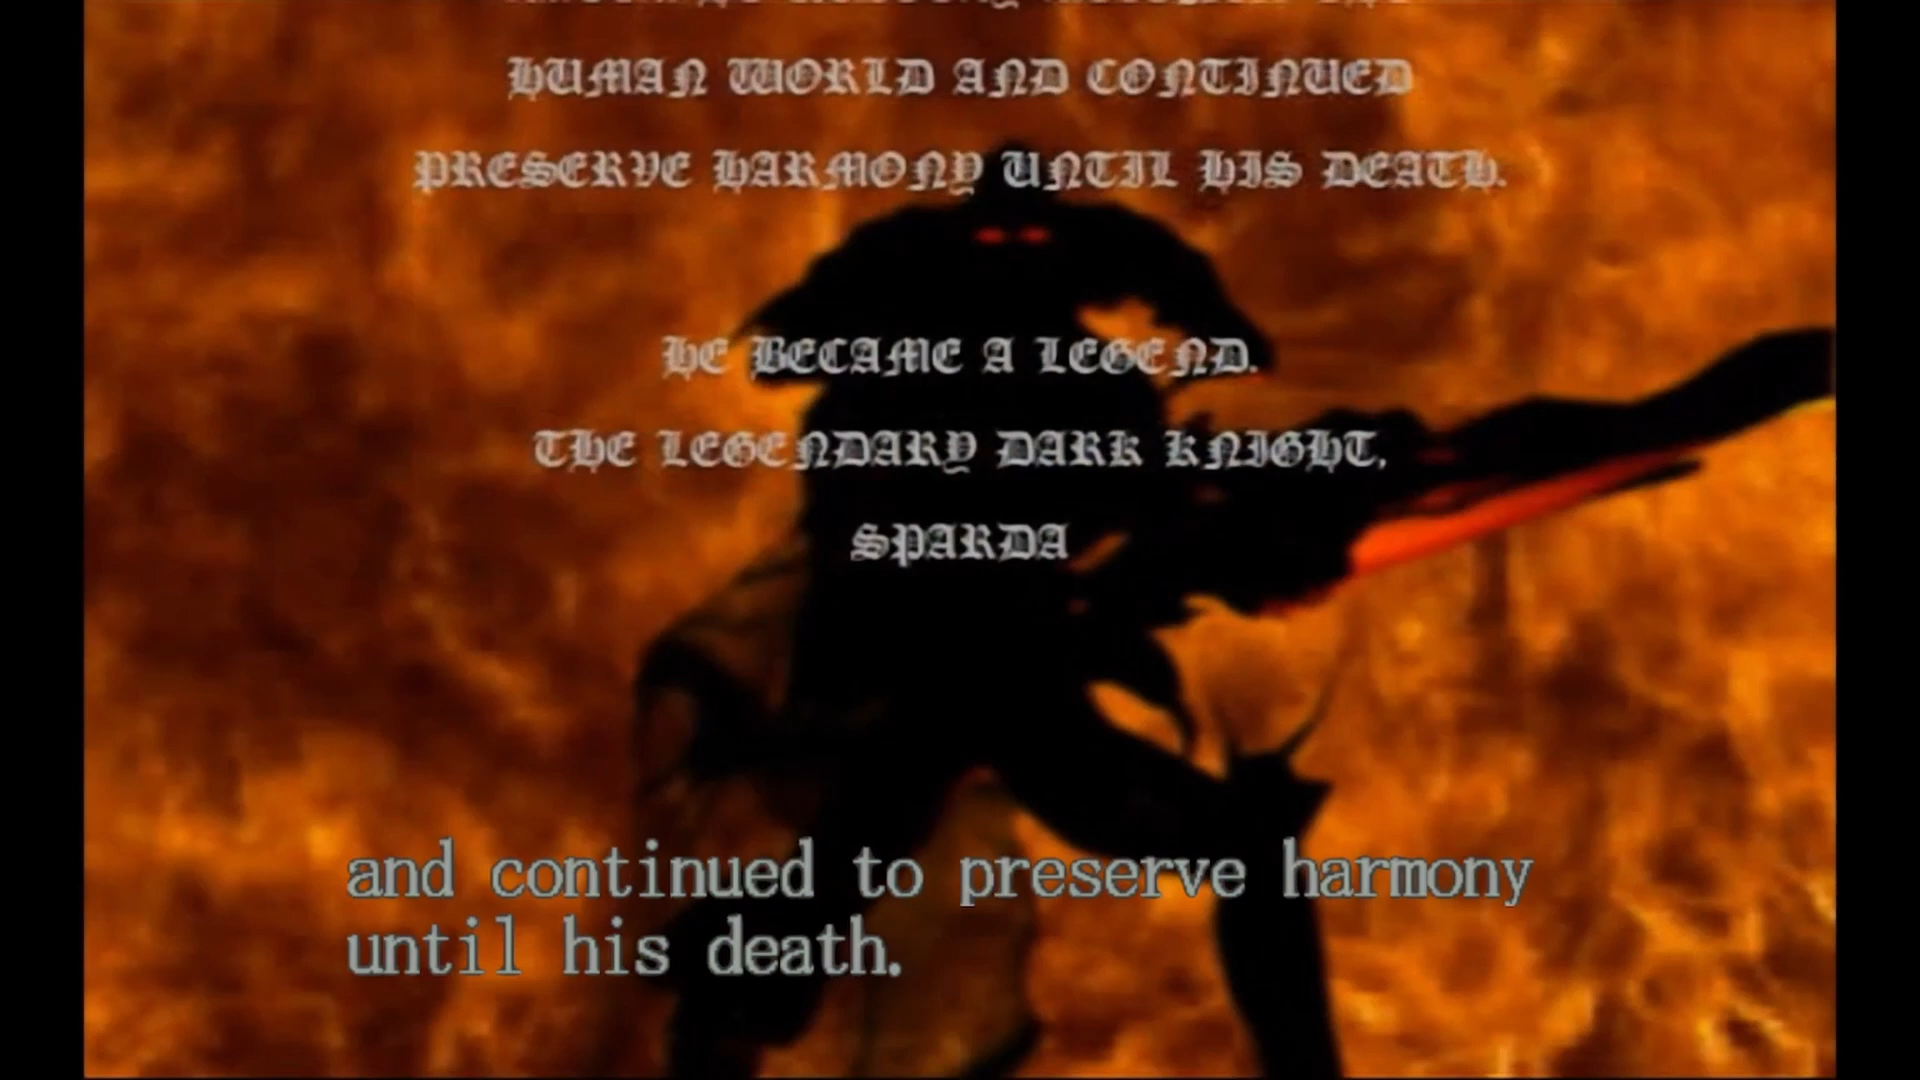 HUMAN WORLD AND CONTINUED
PRESERVE HARMONY UNTIL HIS DEATH.
HE BECAME A LEGEND.
THE LEGENDARY DARK KNIGHT,
SPARDA
and continued to preserve harmony
until his death.